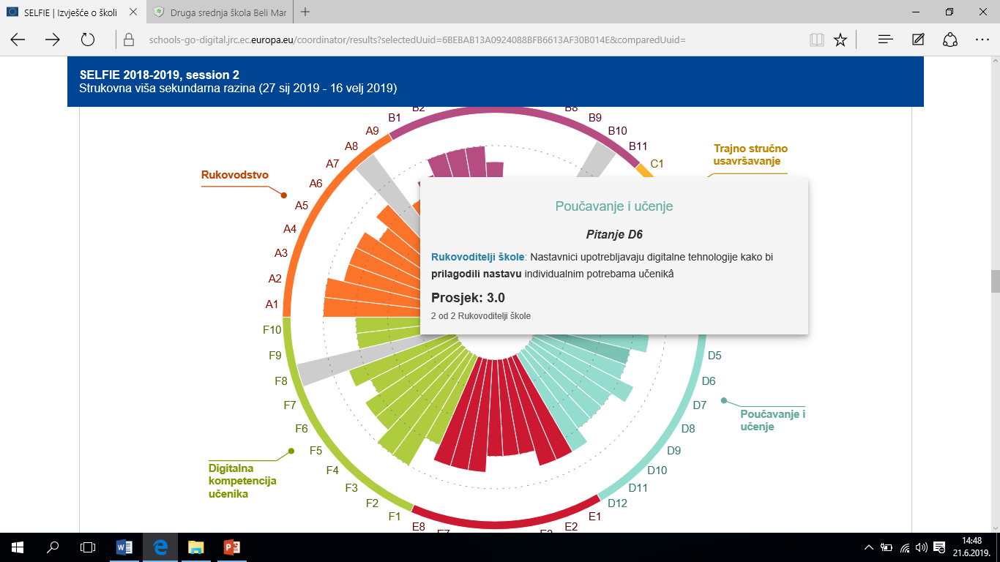 SELFIE | Izvješće o školi
Druga srednja škola Beli Mar
schools-go-digital.jrc.ec.europa.eu/coordinator/results?selectedUuid=6BEBAB13A0924088BFB6613AF30B014E&comparedUuid=
SELFIE 2018-2019, session 2
Strukovna viša sekundarna razina (27 sij 2019 - 16 velj 2019)
B1
B2
B8
B9
B10
B11
C1
Trajno stručno
usavršavanje
A9
A8
A7
A6
A5
A4
A3
A2
A1
Rukovodstvo
Poučavanje i učenje
Pitanje D6
Rukovoditelji škole: Nastavnici upotrebljavaju digitalne tehnologije kako bi
prilagodili nastavu individualnim potrebama učenikâ
Prosjek: 3.0
2 od 2 Rukovoditelji škole
F10
F9
F8
F7
F6
F5
F4
F3
F2
F1
Digitalna
kompetencija
učenika
D5
D6
D7
D8
D9
D10
D11
D12
Poučavanje i
učenje
E1
E2
E8
14:48
21.6.2019.